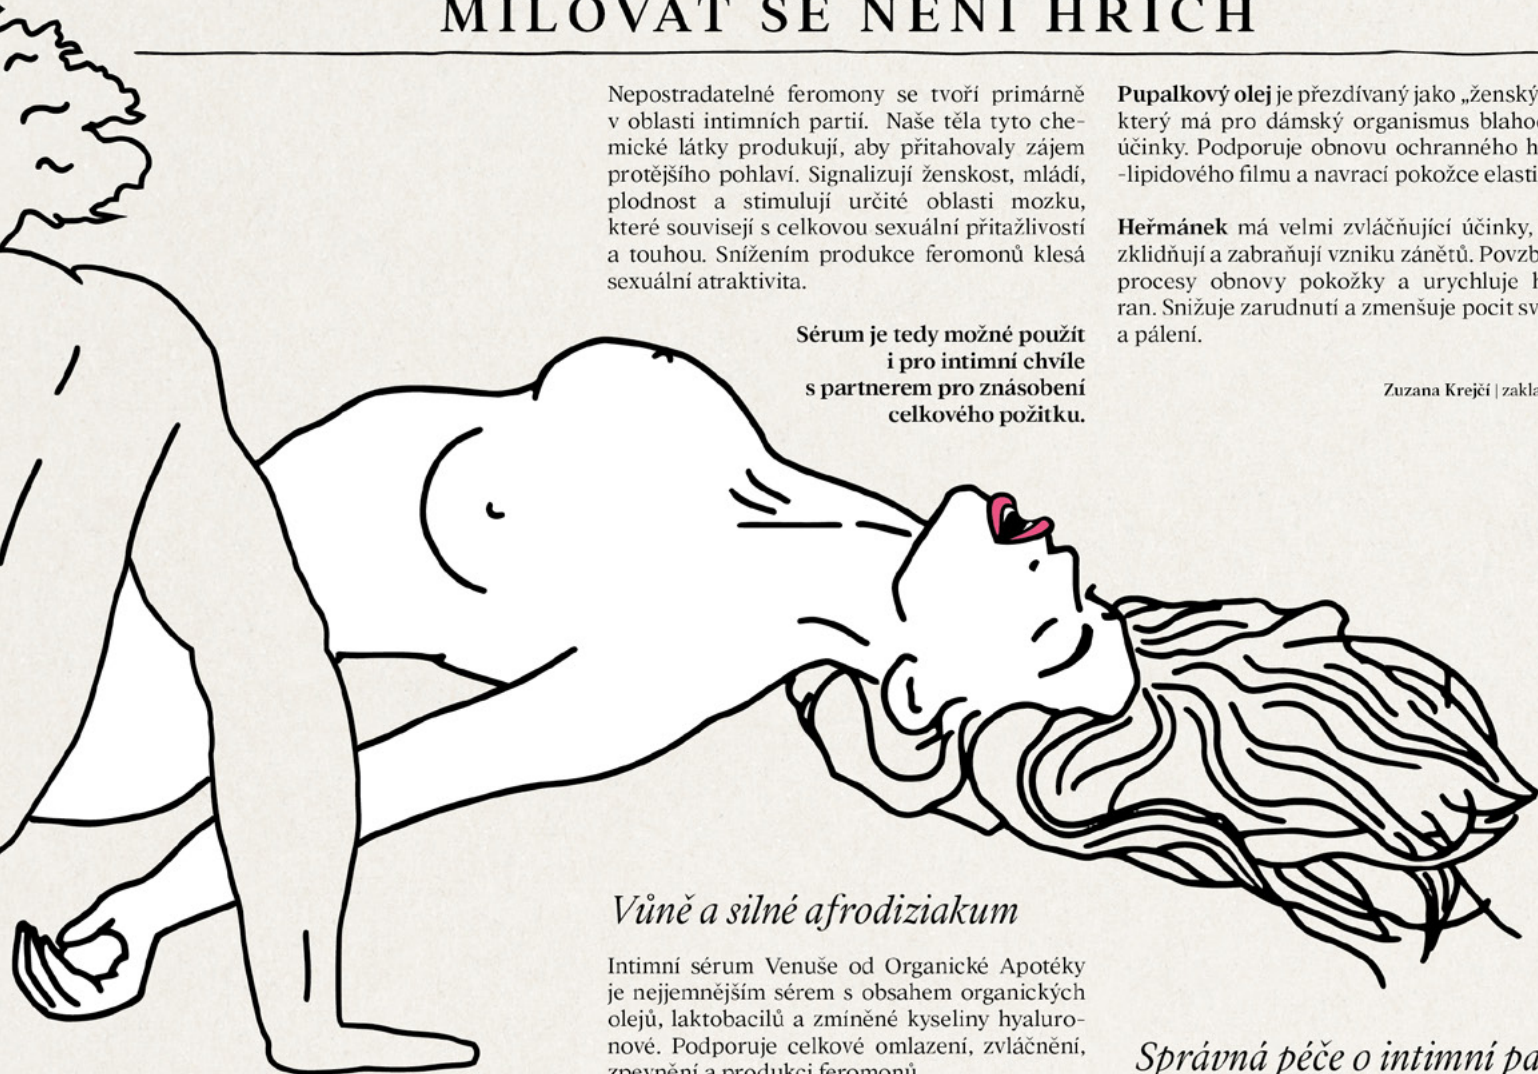 MILOVAT SE NENÍ HŘÍCH
Nepostradatelné feromony se tvoří primárně
v oblasti intimních partií. Naše těla tyto che-
mické látky produkují, aby přitahovaly zájem
protějšího pohlaví. Signalizují ženskost, mládí,
plodnost a stimulují určité oblasti mozku,
které souvisejí s celkovou sexuální přitažlivostí
a touhou. Snížením produkce feromonů klesá
sexuální atraktivita.
Sérum je tedy možné použít
i pro intimní chvíle
s partnerem pro znásobení
celkového požitku.
Vůně a silné afrodiziakum
Intimní sérum Venuše od Organické Apotéky
je nejjemnějším sérem s obsahem organických
olejů, laktobacilů a zmíněné kyseliny hyaluro-
nové. Podporuje celkové omlazení, zvláčnění,
zpevnění a produkci feromonů.
Pupalkový olej je přezdívaný jako „ženský
který má pro dámský organismus blaho
účinky. Podporuje obnovu ochranného h
-lipidového filmu a navrací pokožce elasti
Heřmánek má velmi zvláčňující účinky,
zklidňují a zabraňují vzniku zánětů. Povzb
procesy obnovy pokožky a urychluje h
ran. Snižuje zarudnutí a zmenšuje pocit sv
a pálení.
Zuzana Krejčí | zakla
Správná péče o intimní pa